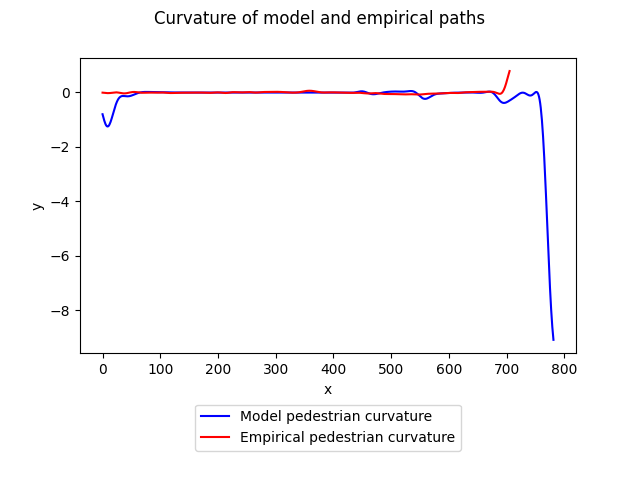 Curvature of model and empirical paths
0
−2
−4
−6
−8
y
0 100 200 300 400 500 600 700 800
x
Model pedestrian curvature
Empirical pedestrian curvature